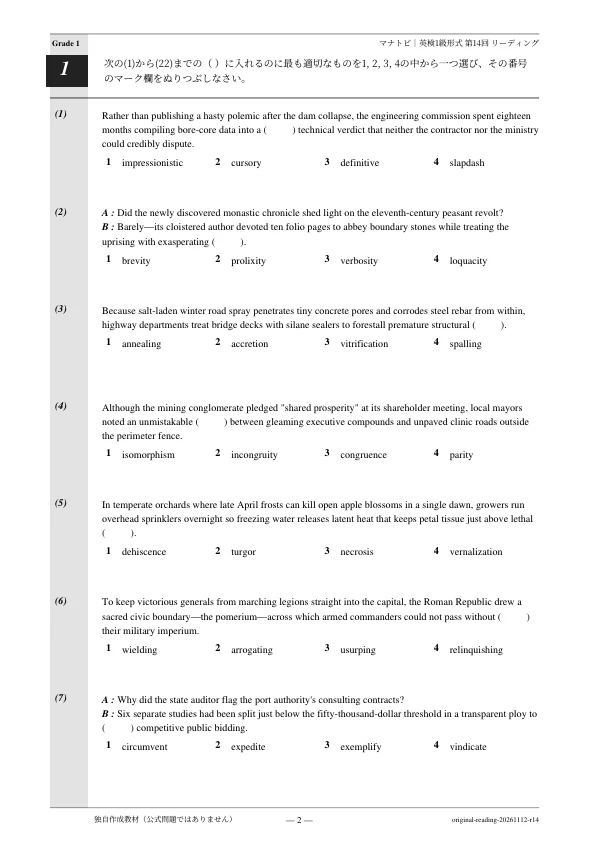 Grade 1
マナトビ｜英検1級形式 第14回 リーディング
1
次の(1)から(22)までの（ ）に入れるのに最も適切なものを1, 2, 3, 4の中から一つ選び、その番号
のマーク欄をぬりつぶしなさい。
(1)
Rather than publishing a hasty polemic after the dam collapse, the engineering commission spent eighteen
months compiling bore-core data into a ( ) technical verdict that neither the contractor nor the ministry
could credibly dispute.
1 impressionistic 2 cursory 3 definitive 4 slapdash
(2)
A : Did the newly discovered monastic chronicle shed light on the eleventh-century peasant revolt?
B : Barely—its cloistered author devoted ten folio pages to abbey boundary stones while treating the
uprising with exasperating ( ).
1 brevity 2 prolixity 3 verbosity 4 loquacity
(3)
Because salt-laden winter road spray penetrates tiny concrete pores and corrodes steel rebar from within,
highway departments treat bridge decks with silane sealers to forestall premature structural ( ).
1 annealing 2 accretion 3 vitrification 4 spalling
(4)
Although the mining conglomerate pledged "shared prosperity" at its shareholder meeting, local mayors
noted an unmistakable ( ) between gleaming executive compounds and unpaved clinic roads outside
the perimeter fence.
1 isomorphism 2 incongruity 3 congruence 4 parity
(5)
In temperate orchards where late April frosts can kill open apple blossoms in a single dawn, growers run
overhead sprinklers overnight so freezing water releases latent heat that keeps petal tissue just above lethal
( ).
1 dehiscence 2 turgor 3 necrosis 4 vernalization
(6)
To keep victorious generals from marching legions straight into the capital, the Roman Republic drew a
sacred civic boundary—the pomerium—across which armed commanders could not pass without ( )
their military imperium.
1 wielding 2 arrogating 3 usurping 4 relinquishing
(7)
A : Why did the state auditor flag the port authority's consulting contracts?
B : Six separate studies had been split just below the fifty-thousand-dollar threshold in a transparent ploy to
( ) competitive public bidding.
1 circumvent 2 expedite 3 exemplify 4 vindicate
独自作成教材（公式問題ではありません）
— 2 —
original-reading-20261112-r14